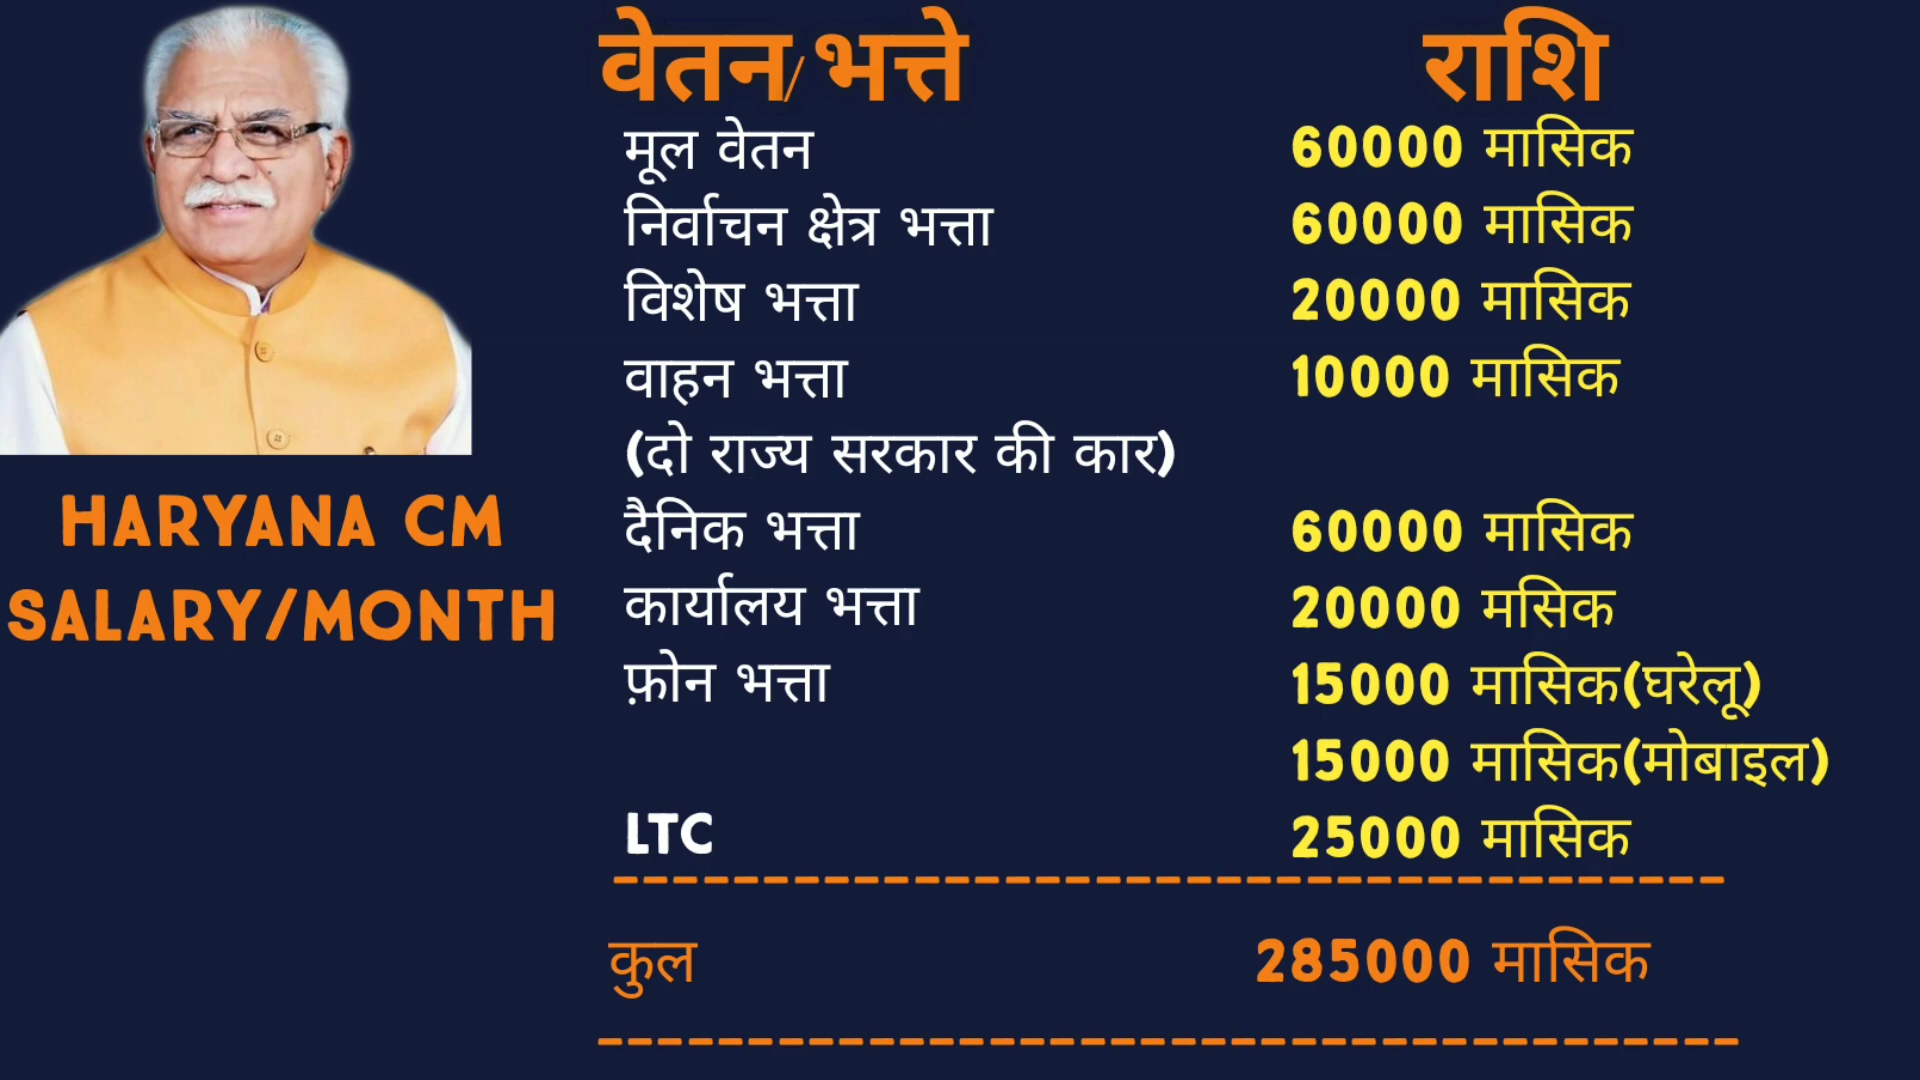 वेतन/भत्ते राशि
मूल वेतन 60000 मासिक
निर्वाचन क्षेत्र भत्ता 60000 मासिक
विशेष भत्ता 20000 मासिक
वाहन भत्ता 10000 मासिक
(दो राज्य सरकार की कार)
दैनिक भत्ता 60000 मासिक
कार्यालय भत्ता 20000 मसिक
फ़ोन भत्ता 15000 मासिक(घरेलू)
15000 मासिक(मोबाइल)
LTC 25000 मासिक
कुल 285000 मासिक
HARYANA CM
SALARY/MONTH